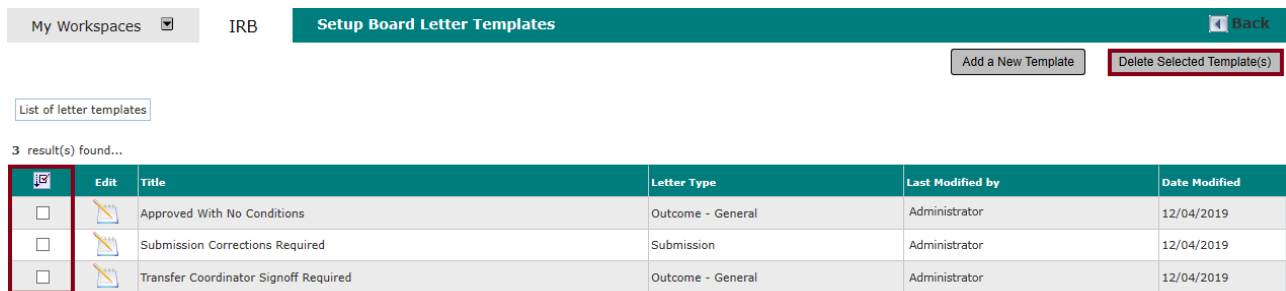 My Workspaces IRB Setup Board Letter Templates Back
Add a New Template Delete Selected Template(s)
List of letter templates
3 result(s) found...
Edit Title Letter Type Last Modified by Date Modified
Approved With No Conditions Outcome - General Administrator 12/04/2019
Submission Corrections Required Submission Administrator 12/04/2019
Transfer Coordinator Signoff Required Outcome - General Administrator 12/04/2019